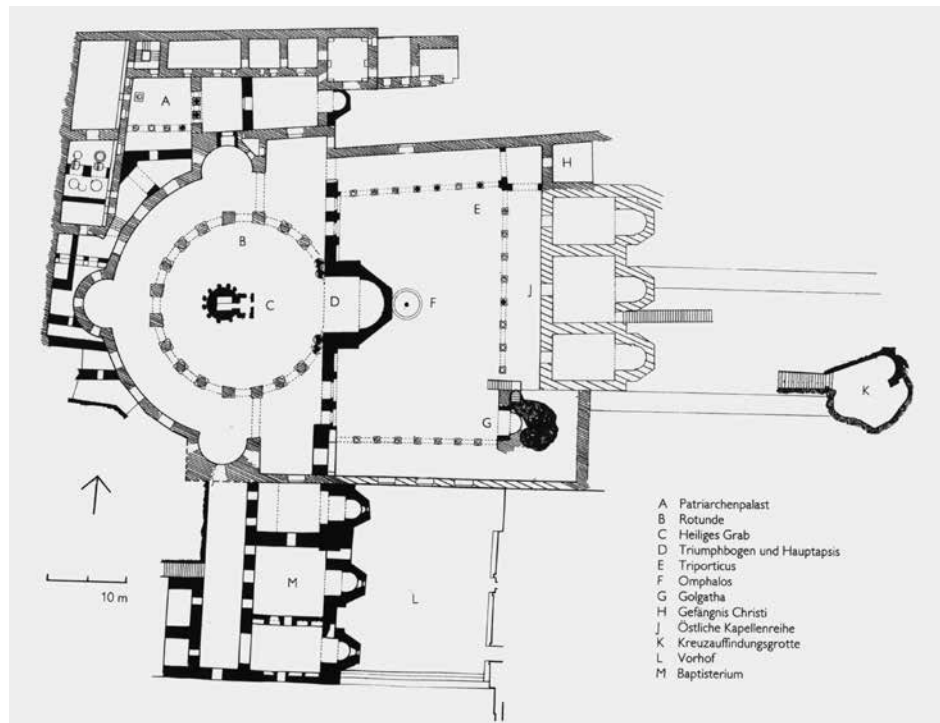 A
B
C
D
E
F
G
H
J
K
L
M
10 m
A Patriarchenpalast
B Rotunde
C Heiliges Grab
D Triumphbogen und Hauptapsis
E Triporticus
F Omphalos
G Golgatha
H Gefängnis Christi
J Östliche Kapellenreihe
K Kreuzauffindungsgrotte
L Vorhof
M Baptisterium